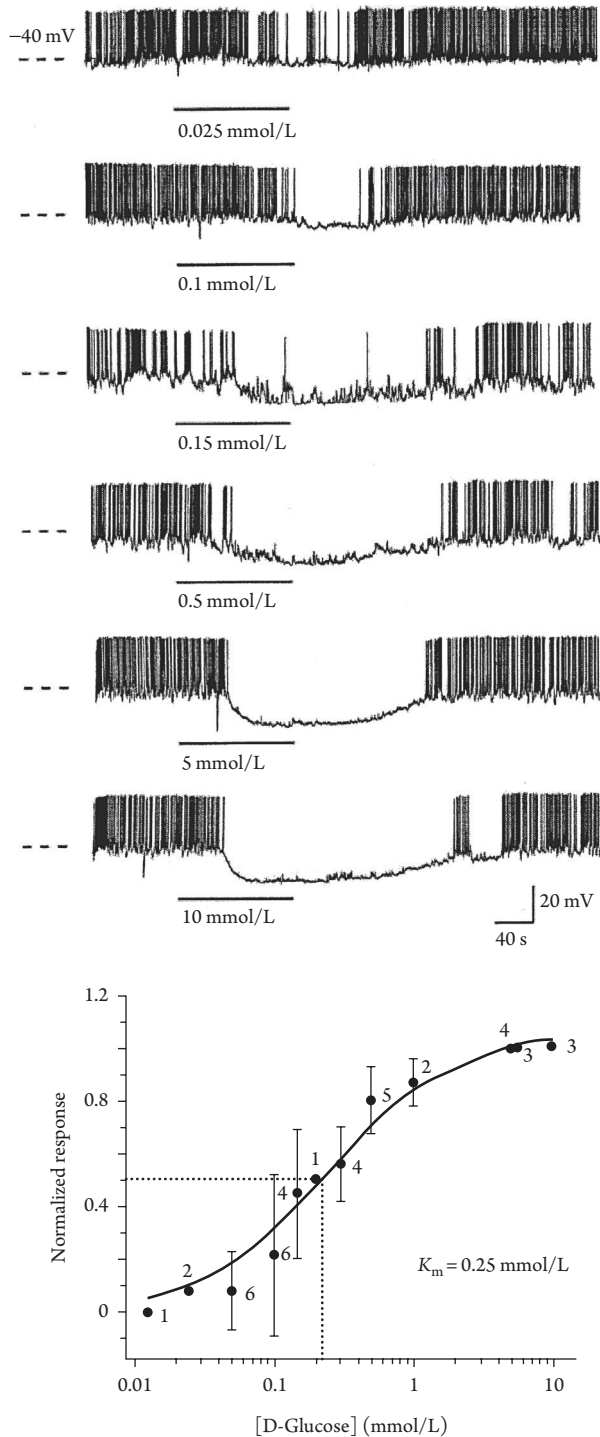 −40 mV
0.025 mmol/L
0.1 mmol/L
0.15 mmol/L
0.5 mmol/L
5 mmol/L
10 mmol/L
20 mV
40 s
1.2
0.8
0.4
0
Normalized response
1
2
6
6
4
1
4
5
2
4
3
3
Km = 0.25 mmol/L
0.01
0.1
1
10
[D-Glucose] (mmol/L)